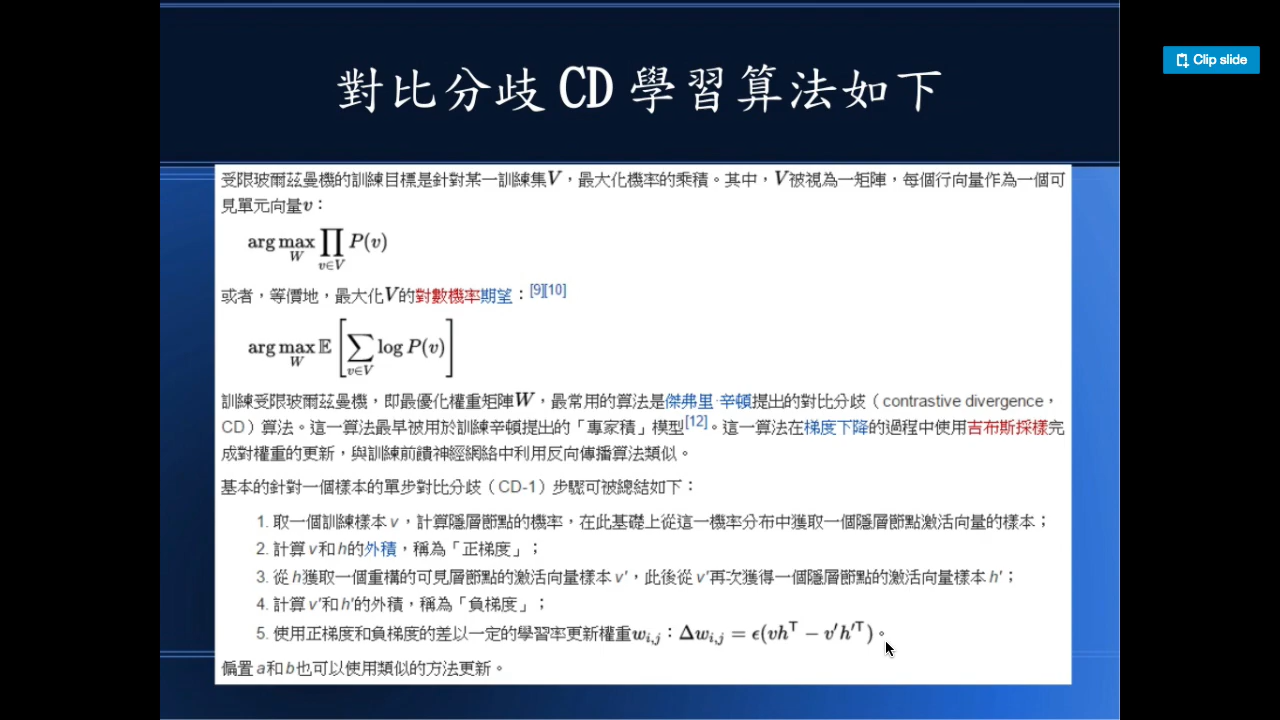 Clip slide
對比分歧 CD 學習算法如下
受限玻爾茲曼機的訓練目標是針對某一訓練集V，最大化機率的乘積。其中，V被視為一矩陣，每個行向量作為一個可
見單元向量v：
arg max_W ∏_{v∈V} P(v)
或者，等價地，最大化V的對數機率期望：[9][10]
arg max_W 𝔼 [∑_{v∈V} log P(v)]
訓練受限玻爾茲曼機，即最優化權重矩陣W，最常用的算法是傑弗里·辛頓提出的對比分歧（contrastive divergence，
CD）算法。這一算法最早被用於訓練辛頓提出的「專家積」模型[12]。這一算法在梯度下降的過程中使用吉布斯採樣完
成對權重的更新，與訓練前饋神經網絡中利用反向傳播算法類似。
基本的針對一個樣本的單步對比分歧（CD-1）步驟可被總結如下：
1. 取一個訓練樣本 v，計算隱層節點的機率，在此基礎上從這一機率分布中獲取一個隱層節點激活向量的樣本；
2. 計算 v和 h的外積，稱為「正梯度」；
3. 從 h獲取一個重構的可見層節點的激活向量樣本 v'，此後從 v'再次獲得一個隱層節點的激活向量樣本 h'；
4. 計算 v'和 h'的外積，稱為「負梯度」；
5. 使用正梯度和負梯度的差以一定的學習率更新權重w_{i,j}：Δw_{i,j} = ϵ(vh^⊤ − v'h'^⊤)。
偏置 a和 b也可以使用類似的方法更新。